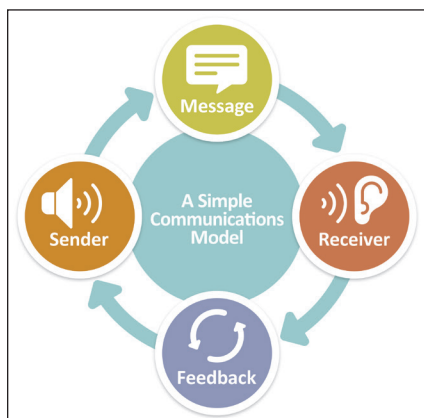 Message
Sender
A Simple
Communications
Model
Receiver
Feedback